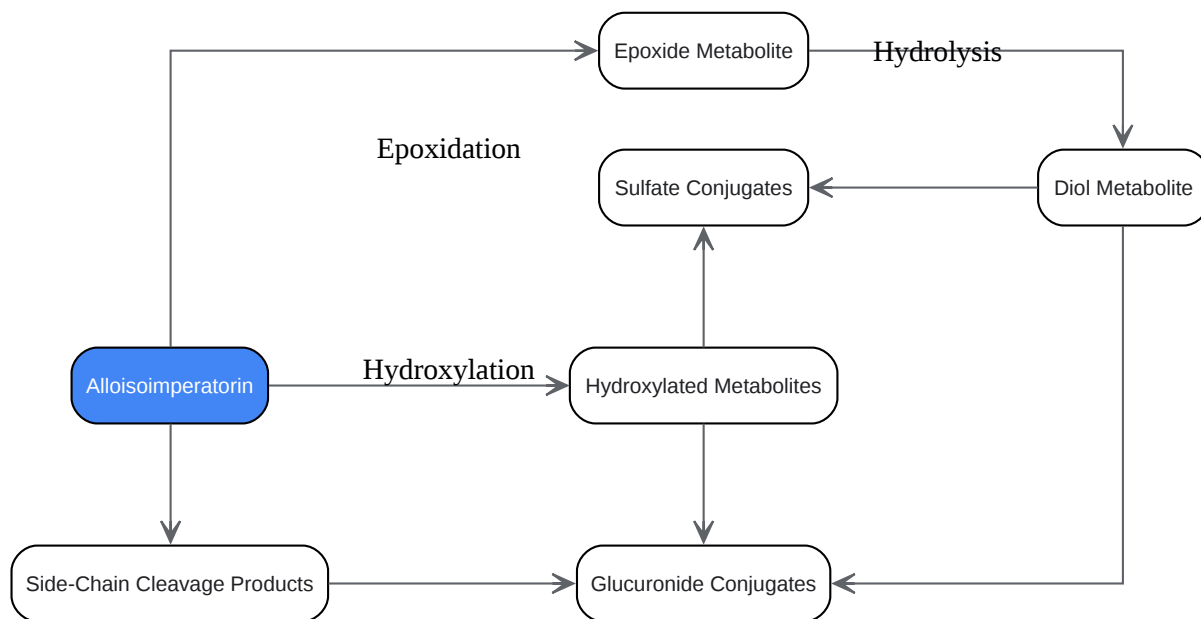 Epoxide Metabolite
Hydrolysis
Epoxidation
Sulfate Conjugates
Diol Metabolite
Alloisoimperatorin
Hydroxylation
Hydroxylated Metabolites
Side-Chain Cleavage Products
Glucuronide Conjugates